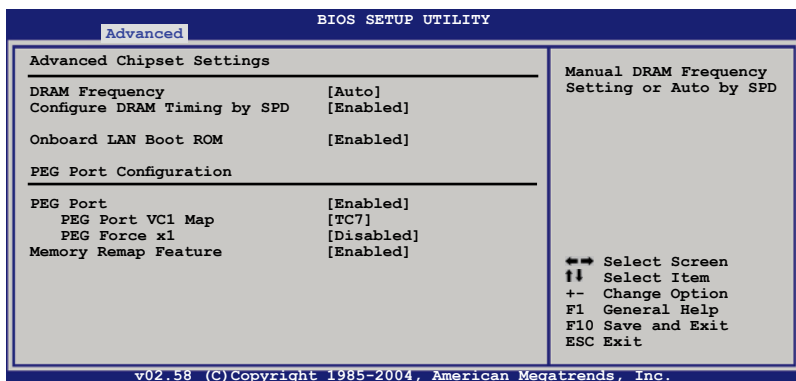 BIOS SETUP UTILITY
Advanced
Advanced Chipset Settings
DRAM Frequency [Auto]
Configure DRAM Timing by SPD [Enabled]
Onboard LAN Boot ROM [Enabled]
PEG Port Configuration
PEG Port [Enabled]
PEG Port VC1 Map [TC7]
PEG Force x1 [Disabled]
Memory Remap Feature [Enabled]
Manual DRAM Frequency
Setting or Auto by SPD
←→ Select Screen
↑↓ Select Item
+- Change Option
F1 General Help
F10 Save and Exit
ESC Exit
v02.58 (C)Copyright 1985-2004, American Megatrends, Inc.